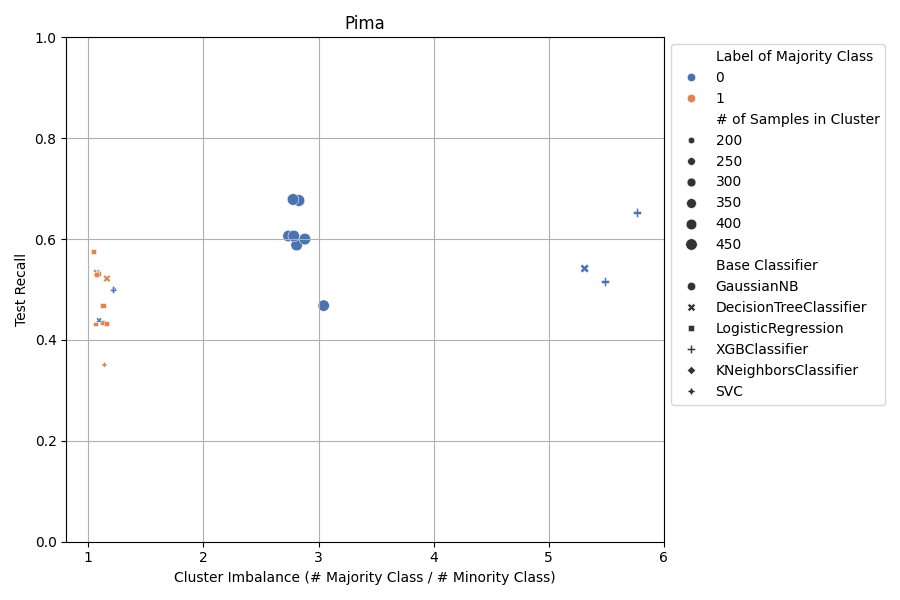 Pima
1.0
0.8
0.6
0.4
0.2
0.0
Test Recall
1
2
3
4
5
6
Cluster Imbalance (# Majority Class / # Minority Class)
Label of Majority Class
0
1
# of Samples in Cluster
200
250
300
350
400
450
Base Classifier
GaussianNB
DecisionTreeClassifier
LogisticRegression
XGBClassifier
KNeighborsClassifier
SVC